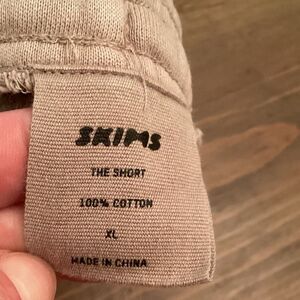 SKIMS
THE SHORT
100% COTTON
XL
MADE IN CHINA